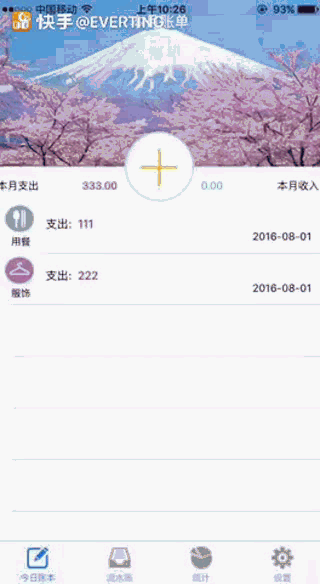 中国移动 上午10:26 93%
快手 @EVERTING 账单
本月支出 333.00 0.00 本月收入
支出: 111
用餐 2016-08-01
支出: 222
服饰 2016-08-01
今日账本 流水账 统计 设置